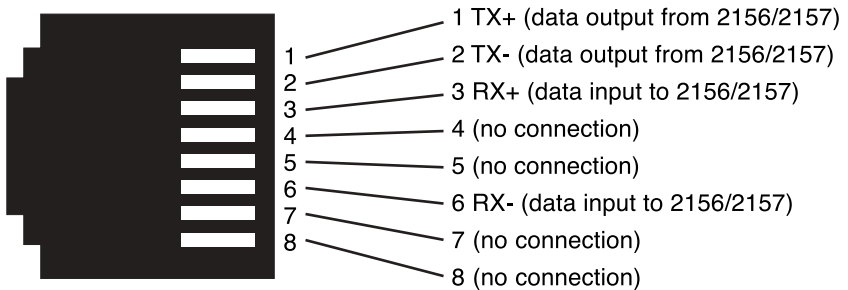 1 1 TX+ (data output from 2156/2157)
2 2 TX- (data output from 2156/2157)
3 3 RX+ (data input to 2156/2157)
4 4 (no connection)
5 5 (no connection)
6 6 RX- (data input to 2156/2157)
7 7 (no connection)
8 8 (no connection)